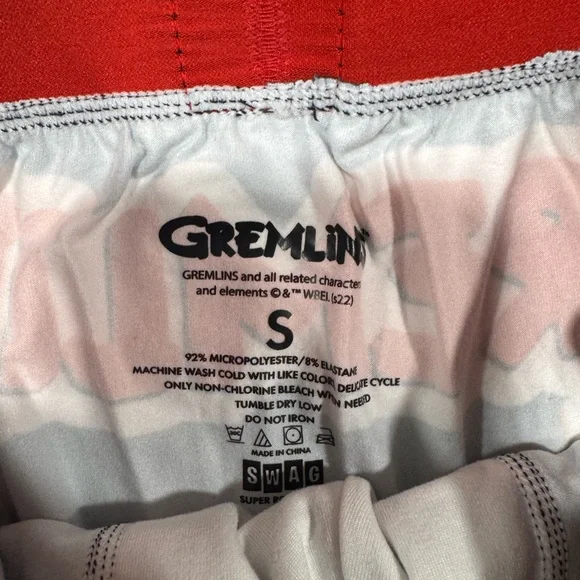 GREMLINS
GREMLINS and all related characters
and elements ©&™ WBEI. (s22)
S
92% MICROPOLYESTER/8% ELASTANE
MACHINE WASH COLD WITH LIKE COLORS, DELICATE CYCLE
ONLY NON-CHLORINE BLEACH WHEN NEEDED
TUMBLE DRY LOW
DO NOT IRON
MADE IN CHINA
SWAG
SUPER